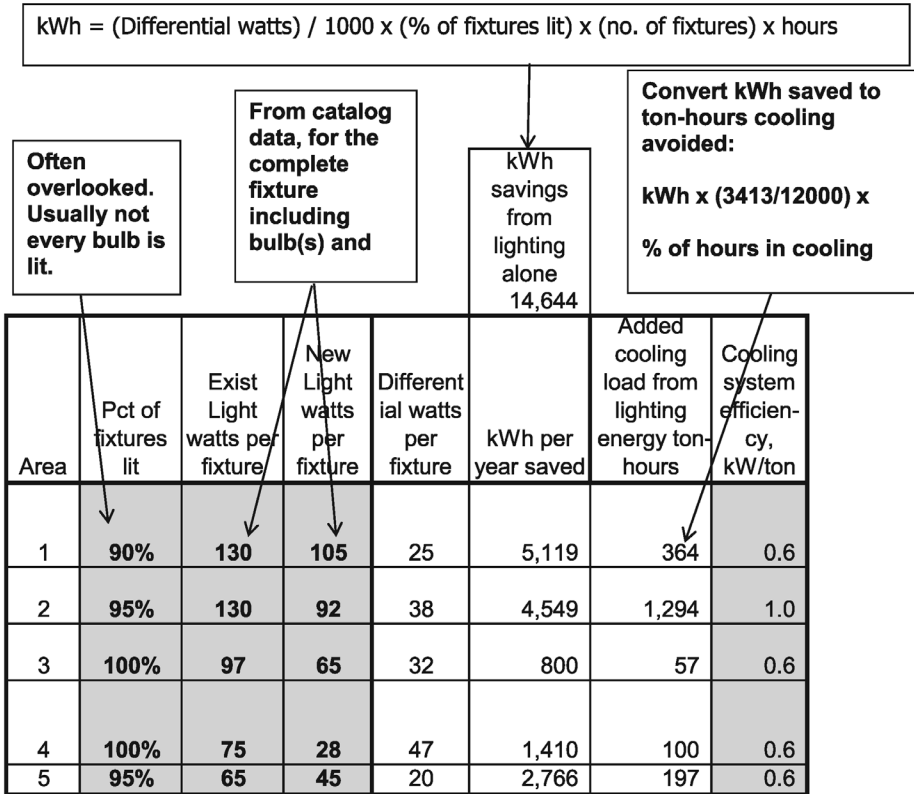 kWh = (Differential watts) / 1000 x (% of fixtures lit) x (no. of fixtures) x hours
Often
overlooked.
Usually not
every bulb is
lit.
From catalog
data, for the
complete
fixture
including
bulb(s) and
kWh
savings
from
lighting
alone
14,644
Convert kWh saved to
ton-hours cooling
avoided:
kWh x (3413/12000) x
% of hours in cooling
Area
Pct of
fixtures
lit
Exist
Light
watts per
fixture
New
Light
watts
per
fixture
Different
ial watts
per
fixture
kWh per
year saved
Added
cooling
load from
lighting
energy ton-
hours
Cooling
system
efficien-
cy,
kW/ton
1 90% 130 105 25 5,119 364 0.6
2 95% 130 92 38 4,549 1,294 1.0
3 100% 97 65 32 800 57 0.6
4 100% 75 28 47 1,410 100 0.6
5 95% 65 45 20 2,766 197 0.6